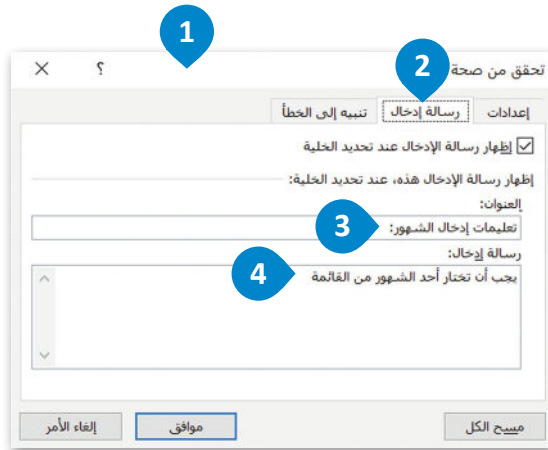 1
تحقق من صحة
2
؟
إعدادات
رسالة إدخال
تنبيه إلى الخطأ
إظهار رسالة الإدخال عند تحديد الخلية
إظهار رسالة الإدخال هذه، عند تحديد الخلية:
العنوان:
تعليمات إدخال الشهور:
3
رسالة إدخال:
يجب أن تختار أحد الشهور من القائمة
4
مسح الكل
موافق
إلغاء الأمر